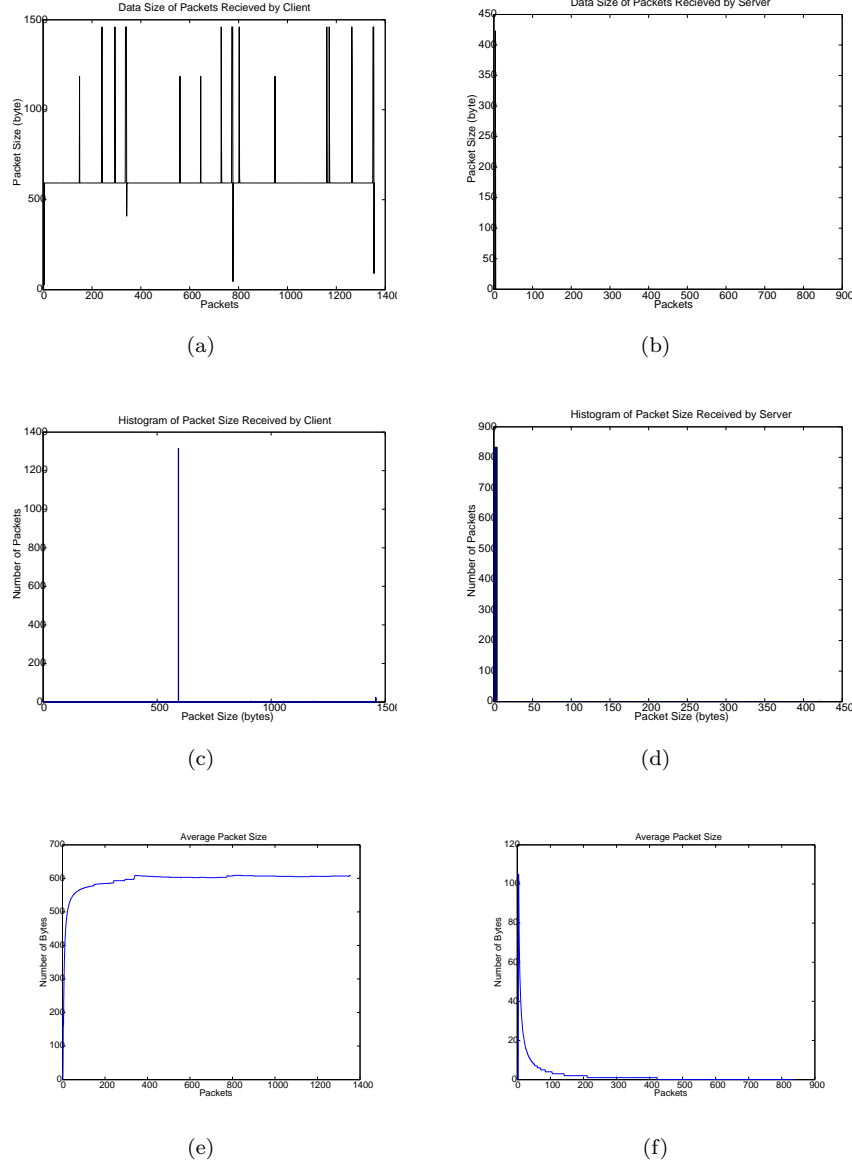 Data Size of Packets Recieved by Client
1500
1000
500
0
Packet Size (byte)
0 200 400 600 800 1000 1200 1400
Packets
(a)
Data Size of Packets Recieved by Server
450
400
350
300
250
200
150
100
50
0
Packet Size (byte)
0 100 200 300 400 500 600 700 800 900
Packets
(b)
Histogram of Packet Size Received by Client
1400
1200
1000
800
600
400
200
0
Number of Packets
0 500 1000 1500
Packet Size (bytes)
(c)
Histogram of Packet Size Received by Server
900
800
700
600
500
400
300
200
100
0
Number of Packets
0 50 100 150 200 250 300 350 400 450
Packet Size (bytes)
(d)
Average Packet Size
700
600
500
400
300
200
100
0
Number of Bytes
0 200 400 600 800 1000 1200 1400
Packets
(e)
Average Packet Size
120
100
80
60
40
20
0
Number of Bytes
0 100 200 300 400 500 600 700 800 900
Packets
(f)